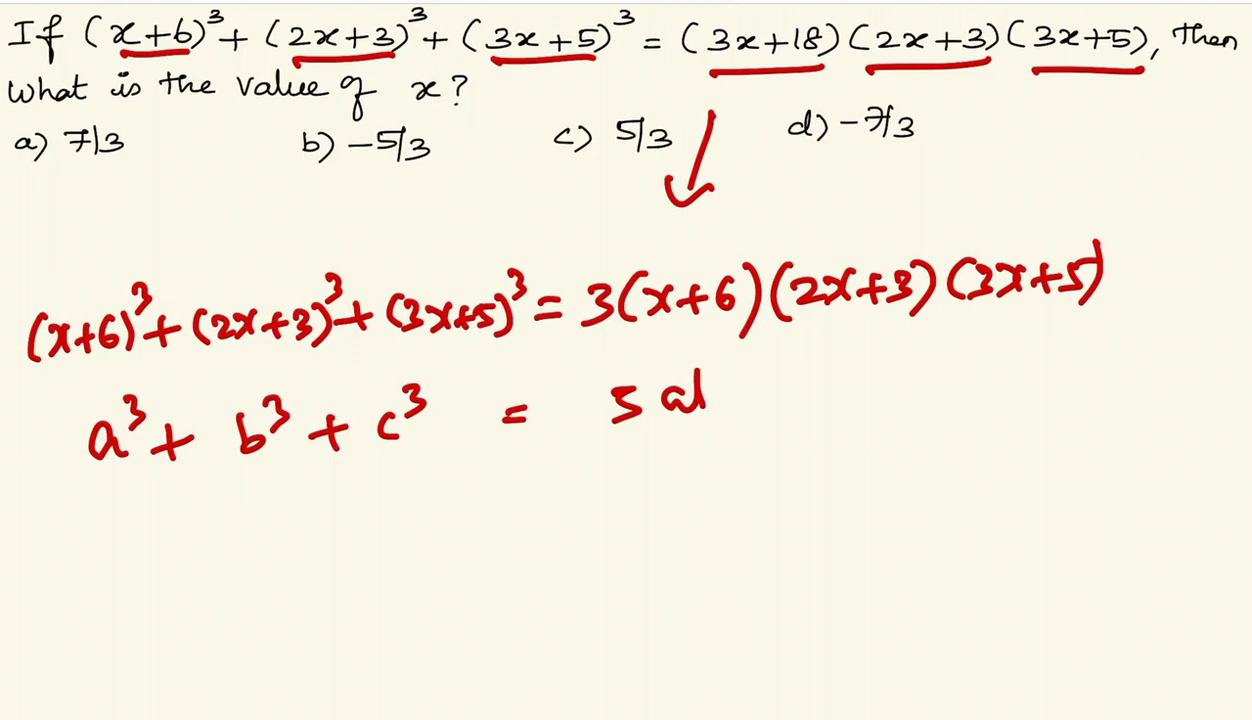 If (x+6)³ + (2x+3)³ + (3x+5)³ = (3x+18)(2x+3)(3x+5), then
what is the value of x?
a) 7/3 b) -5/3 c) 5/3 d) -7/3
(x+6)³ + (2x+3)³ + (3x+5)³ = 3(x+6)(2x+3)(3x+5)
a³ + b³ + c³ = 3